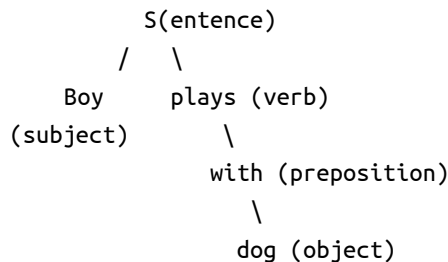 S(entence)
/ \
Boy plays (verb)
(subject) \
with (preposition)
\
dog (object)